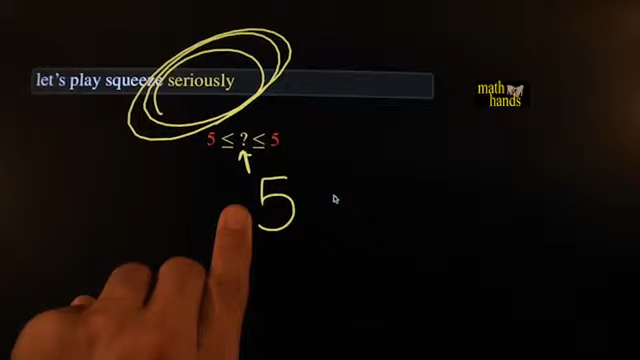 let's play squeeze seriously
math
hands
5 ≤ ? ≤ 5
5